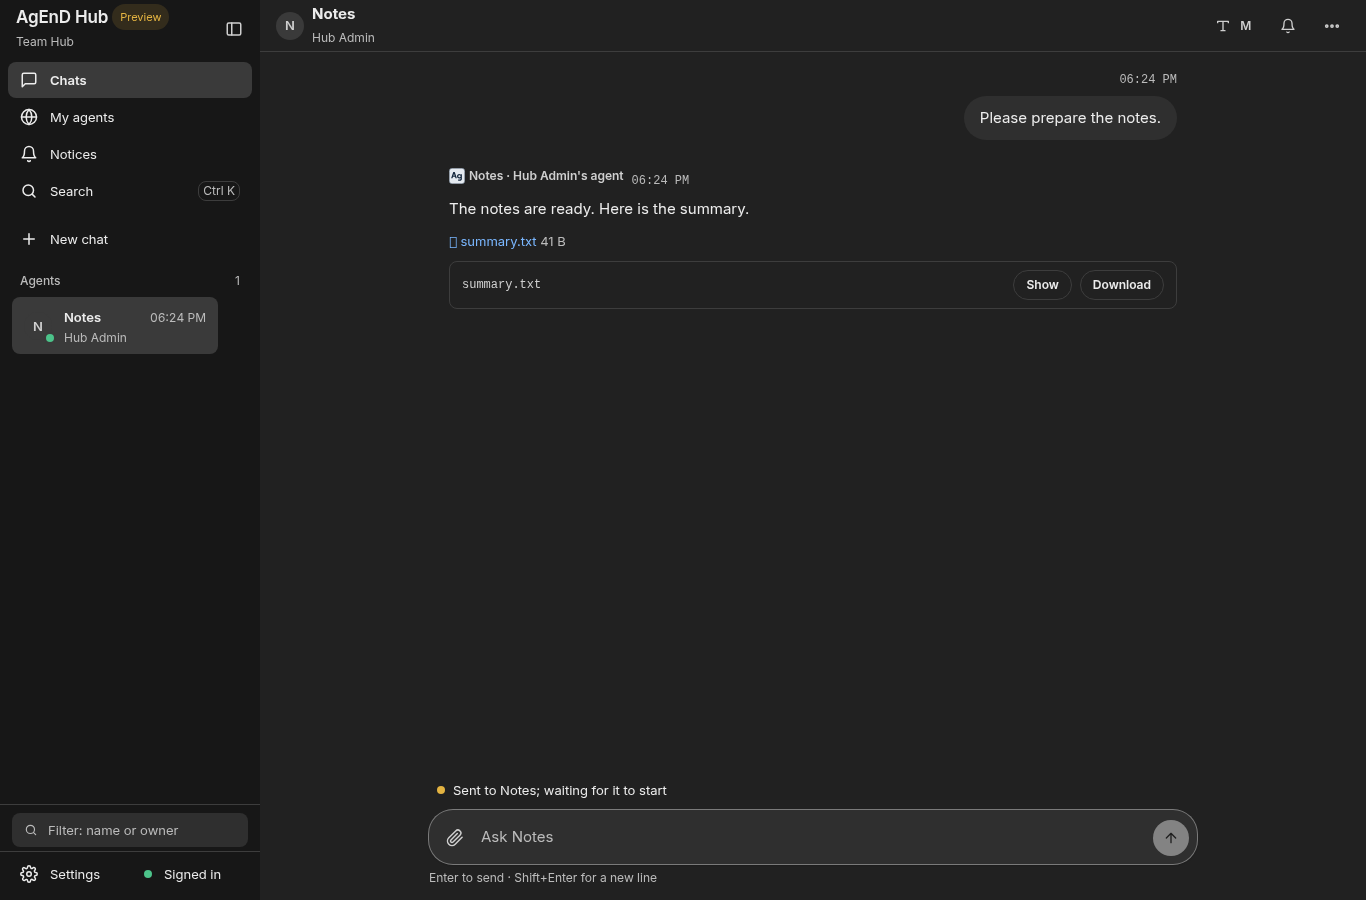 AgEnD Hub Preview
Team Hub
Chats
My agents
Notices
Search Ctrl K
New chat
Agents 1
N Notes 06:24 PM
Hub Admin
Filter: name or owner
Settings Signed in
N Notes
Hub Admin
T M
06:24 PM
Please prepare the notes.
Ag Notes · Hub Admin's agent 06:24 PM
The notes are ready. Here is the summary.
summary.txt 41 B
summary.txt Show Download
Sent to Notes; waiting for it to start
Ask Notes
Enter to send · Shift+Enter for a new line